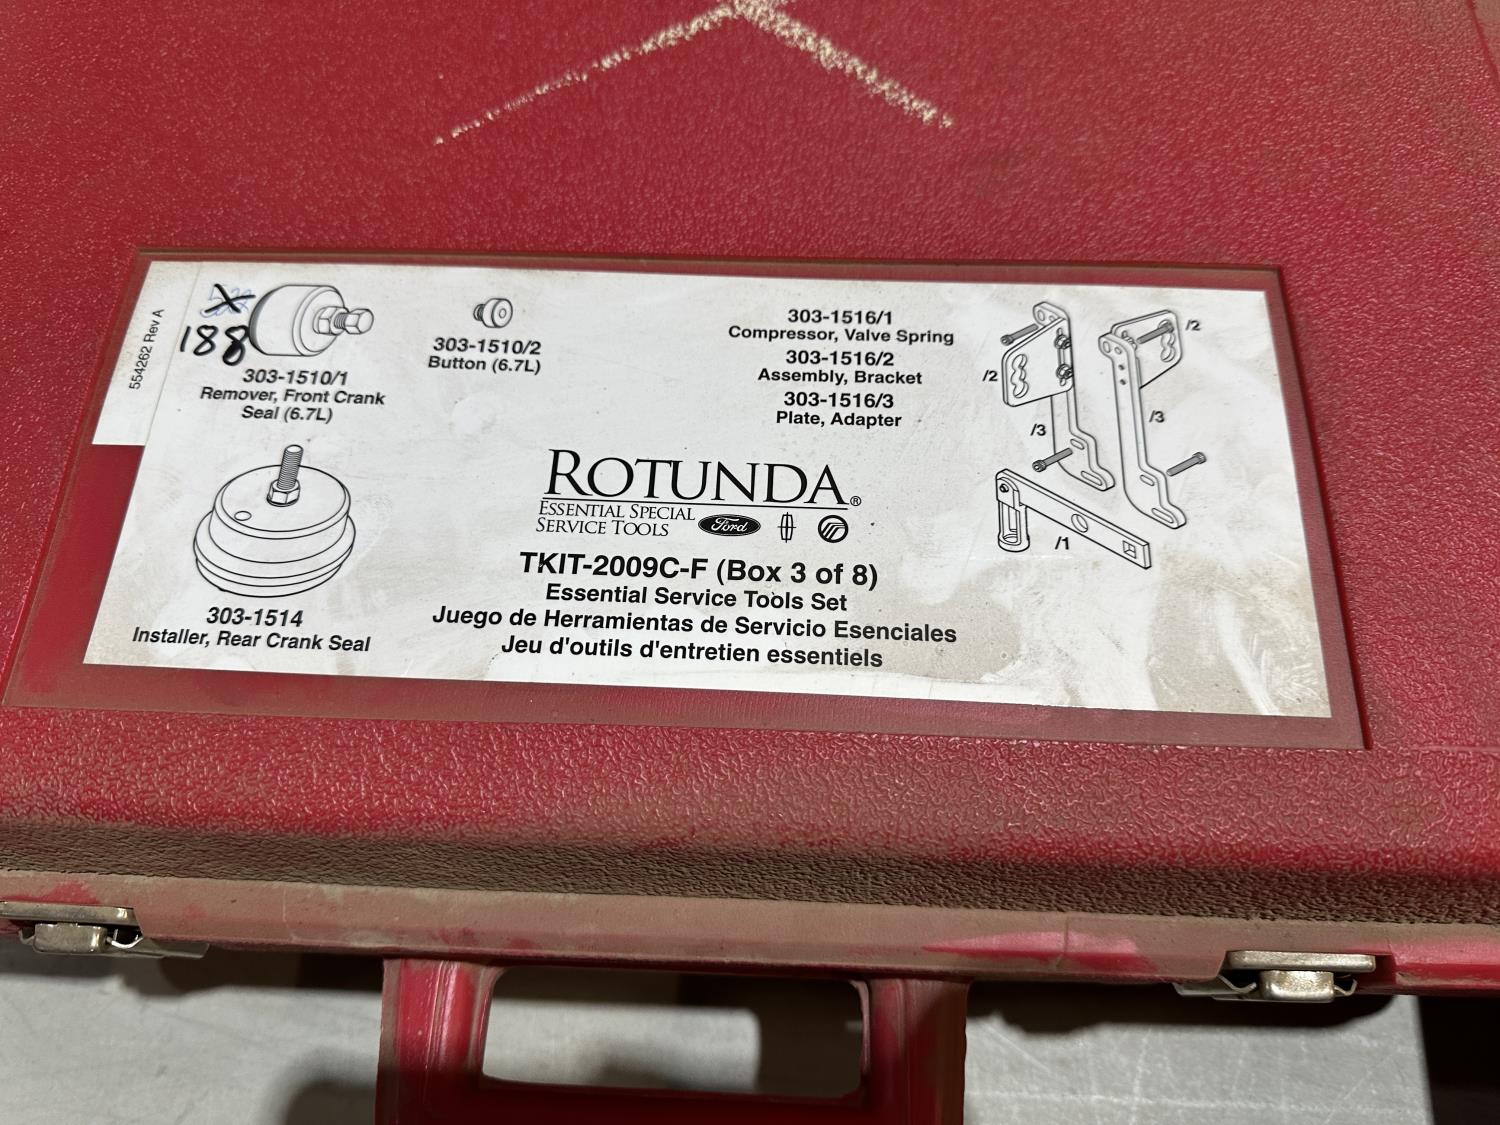 554262 Rev A
188
303-1510/1
Remover, Front Crank
Seal (6.7L)
303-1510/2
Button (6.7L)
303-1516/1
Compressor, Valve Spring
303-1516/2
Assembly, Bracket
303-1516/3
Plate, Adapter
/2
/2
/3
/3
/1
303-1514
Installer, Rear Crank Seal
ROTUNDA®
ESSENTIAL SPECIAL
SERVICE TOOLS
Ford
TKIT-2009C-F (Box 3 of 8)
Essential Service Tools Set
Juego de Herramientas de Servicio Esenciales
Jeu d'outils d'entretien essentiels